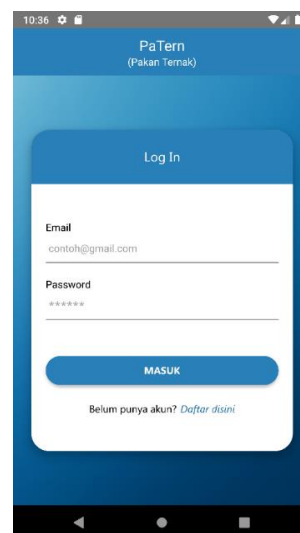 10:36
PaTern
(Pakan Ternak)
Log In
Email
contoh@gmail.com
Password
******
MASUK
Belum punya akun? Daftar disini